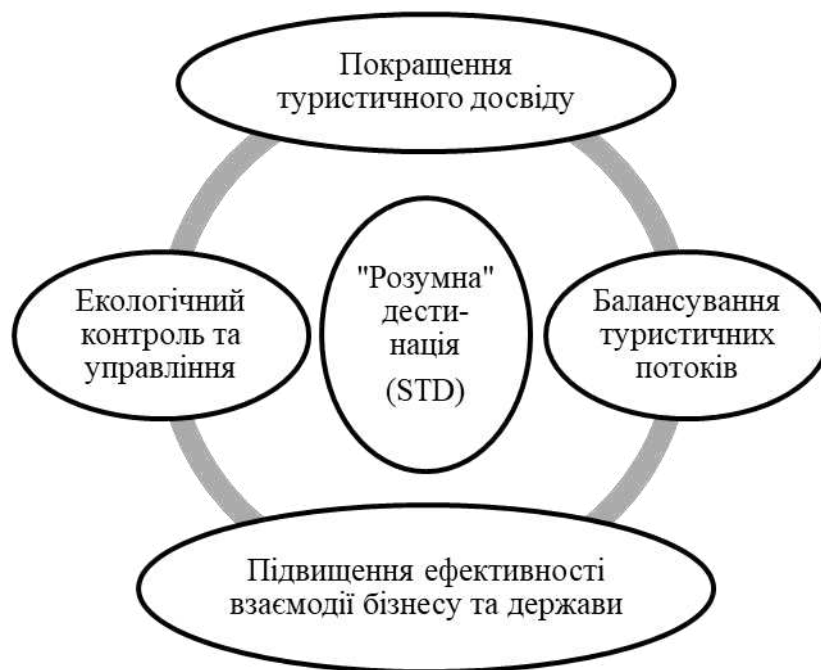 Покращення
туристичного досвіду
Екологічний
контроль та
управління
"Розумна"
дести-
нація
(STD)
Балансування
туристичних
потоків
Підвищення ефективності
взаємодії бізнесу та держави